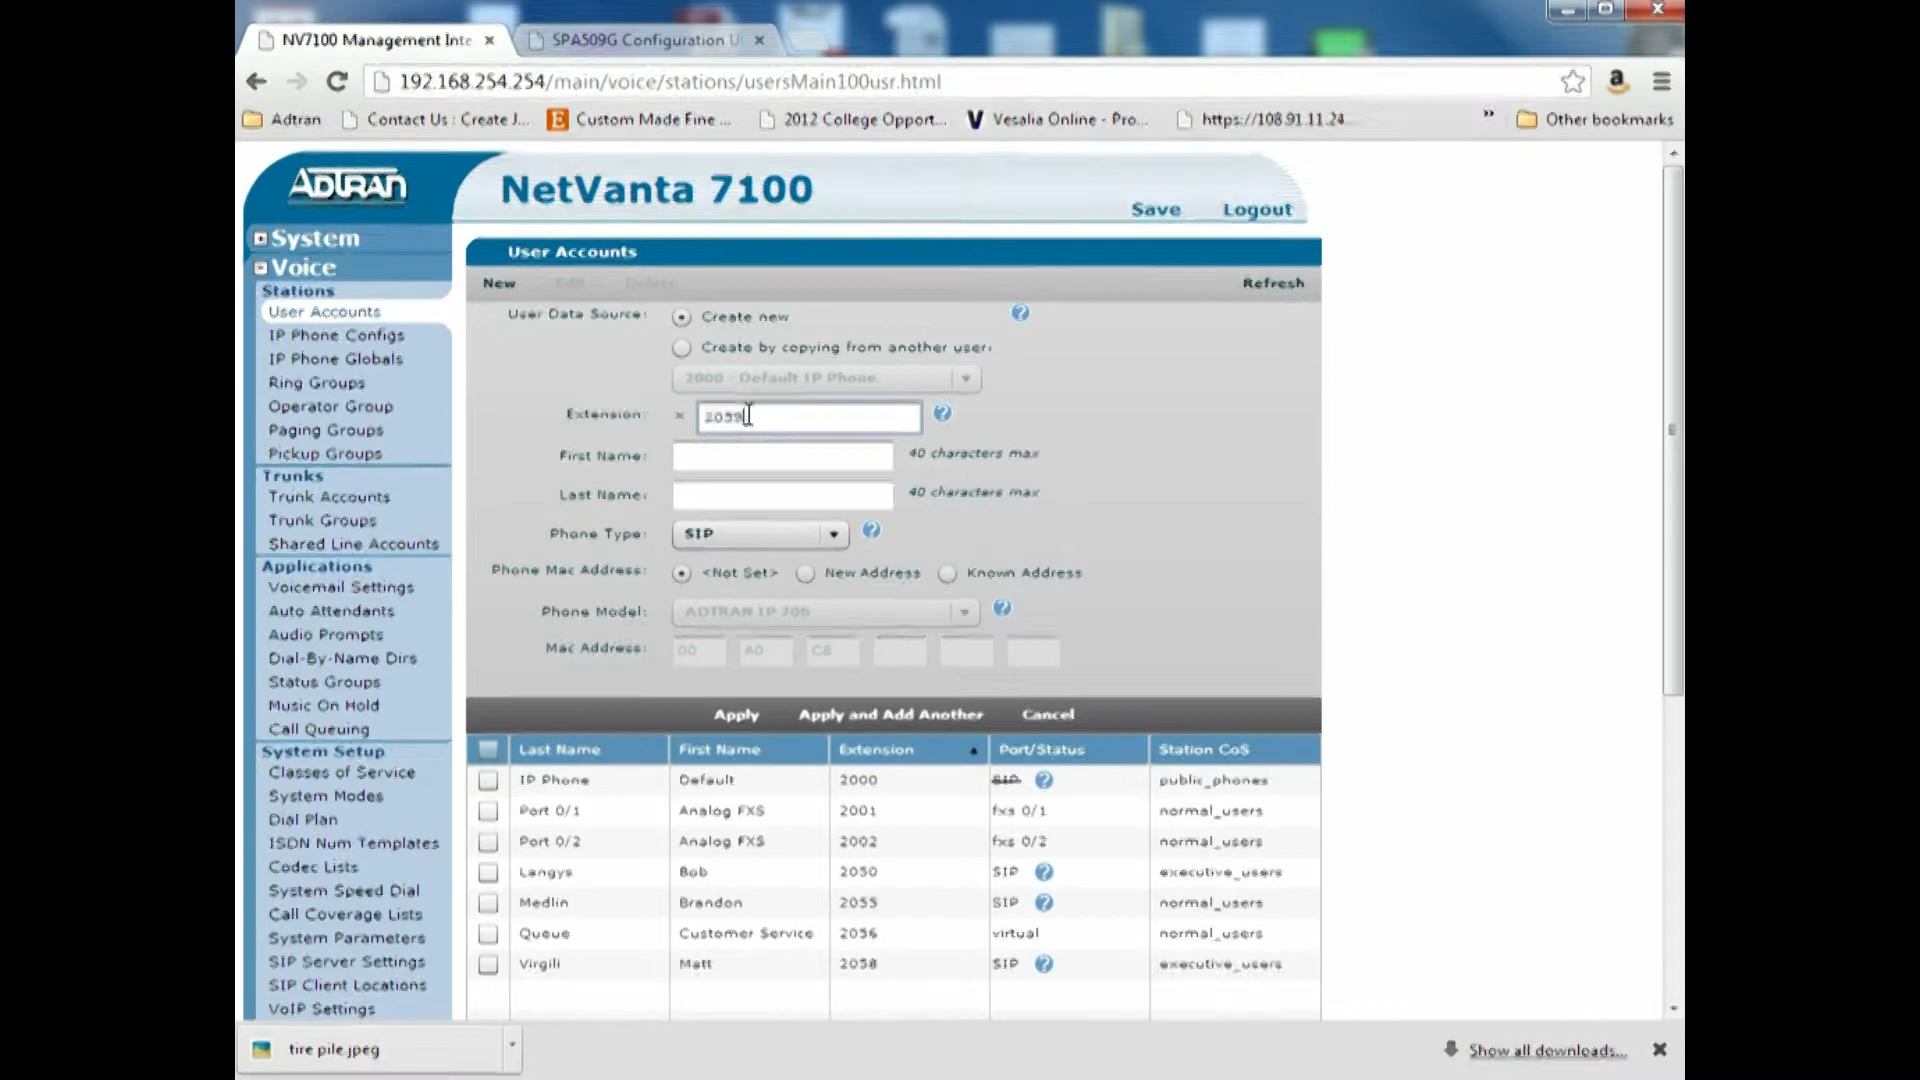 NV7100 Management Inte
SPA509G Configuration U
192.168.254.254/main/voice/stations/usersMain100usr.html
Adtran
Contact Us : Create J...
Custom Made Fine ...
2012 College Opport...
Vesalia Online - Pro...
https://108.91.11.24
»
Other bookmarks
ADTRAN
NetVanta 7100
Save
Logout
System
Voice
Stations
User Accounts
IP Phone Configs
IP Phone Globals
Ring Groups
Operator Group
Paging Groups
Pickup Groups
Trunks
Trunk Accounts
Trunk Groups
Shared Line Accounts
Applications
Voicemail Settings
Auto Attendants
Audio Prompts
Dial-By-Name Dirs
Status Groups
Music On Hold
Call Queuing
System Setup
Classes of Service
System Modes
Dial Plan
ISDN Num Templates
Codec Lists
System Speed Dial
Call Coverage Lists
System Parameters
SIP Server Settings
SIP Client Locations
VoIP Settings
User Accounts
New Edit Delete Refresh
User Data Source: Create new
Create by copying from another user:
2000 - Default IP Phone
Extension: × 2059
First Name: 40 characters max
Last Name: 40 characters max
Phone Type: SIP
Phone Mac Address: <Not Set> New Address Known Address
Phone Model: ADTRAN IP 706
Mac Address: 00 A0 C8
Apply Apply and Add Another Cancel
Last Name First Name Extension Port/Status Station CoS
IP Phone Default 2000 SIP public_phones
Port 0/1 Analog FXS 2001 fxs 0/1 normal_users
Port 0/2 Analog FXS 2002 fxs 0/2 normal_users
Langys Bob 2050 SIP executive_users
Medlin Brandon 2055 SIP normal_users
Queue Customer Service 2056 virtual normal_users
Virgili Matt 2058 SIP executive_users
tire pile.jpeg
Show all downloads...